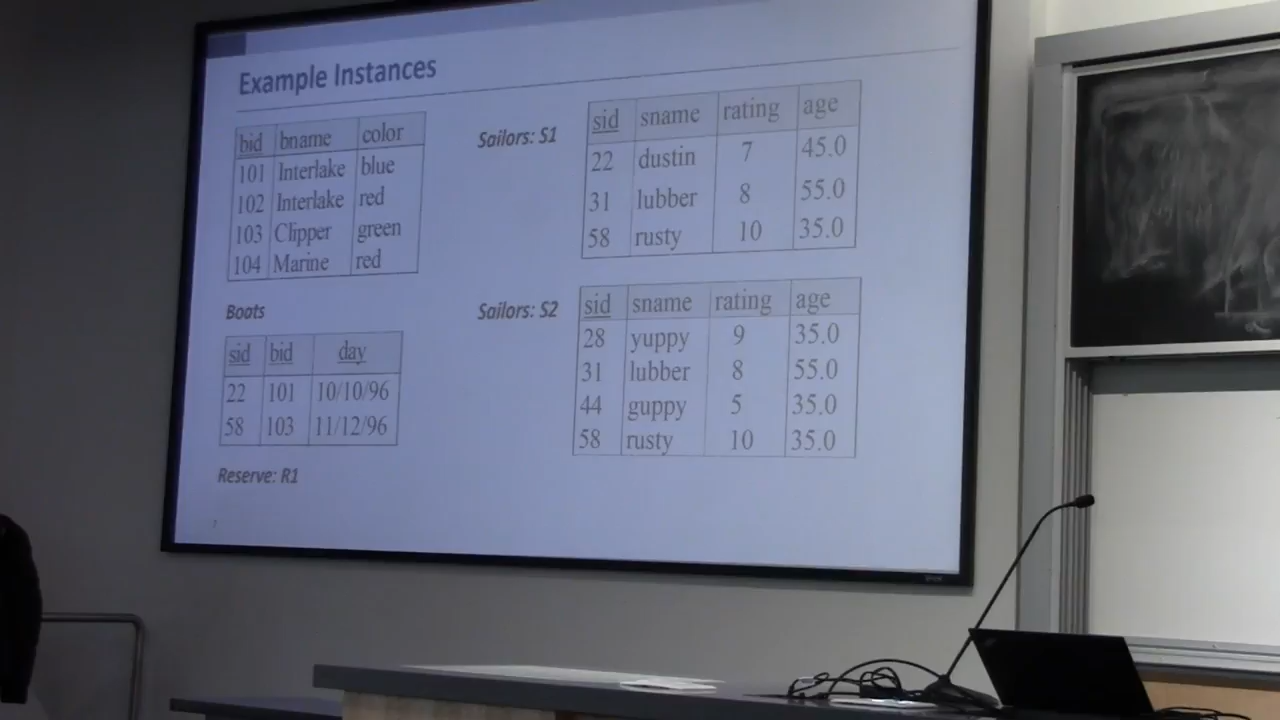 Example Instances
bid bname color
101 Interlake blue
102 Interlake red
103 Clipper green
104 Marine red
Boats
sid bid day
22 101 10/10/96
58 103 11/12/96
Reserve: R1
Sailors: S1
sid sname rating age
22 dustin 7 45.0
31 lubber 8 55.0
58 rusty 10 35.0
Sailors: S2
sid sname rating age
28 yuppy 9 35.0
31 lubber 8 55.0
44 guppy 5 35.0
58 rusty 10 35.0